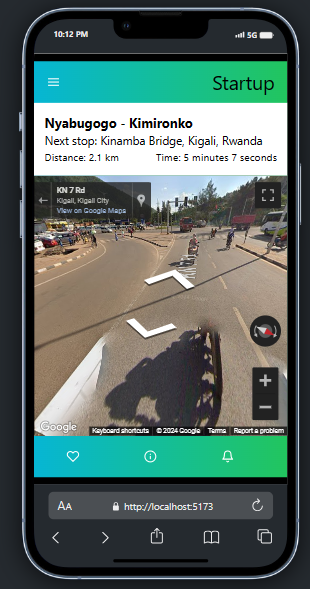 10:12 PM
5G
Startup
Nyabugogo - Kimironko
Next stop: Kinamba Bridge, Kigali, Rwanda
Distance: 2.1 km Time: 5 minutes 7 seconds
KN 7 Rd
Kigali, Kigali City
View on Google Maps
+
−
Google Keyboard shortcuts © 2024 Google Terms Report a problem
AA http://localhost:5173